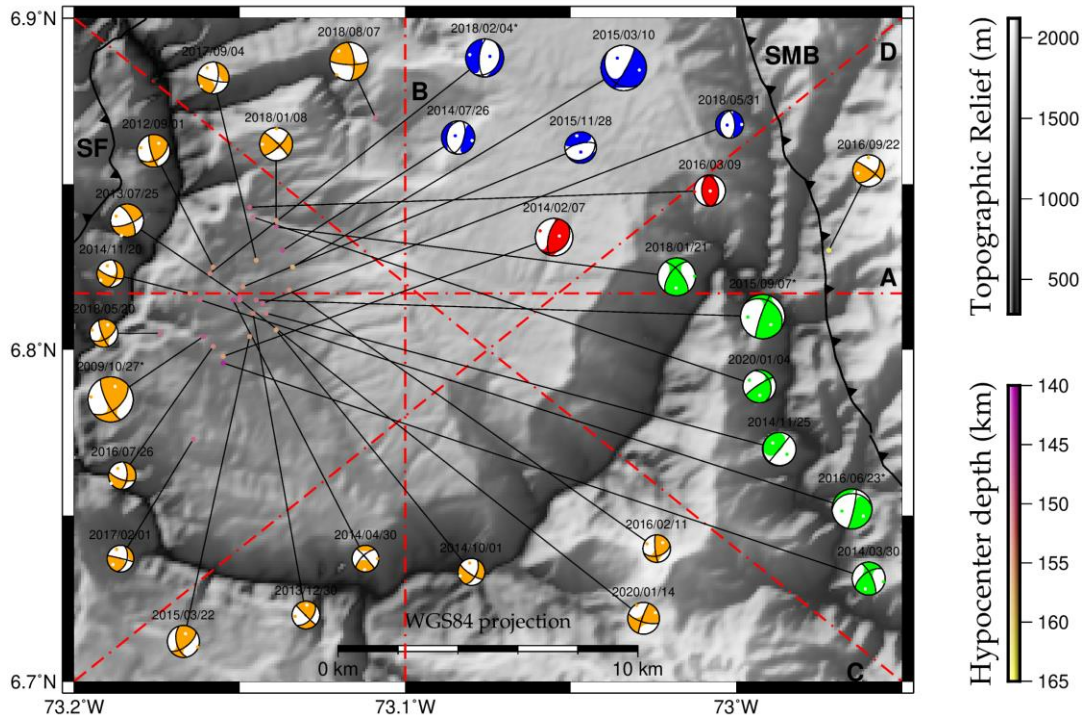 6.9°N
6.8°N
6.7°N
73.2°W
73.1°W
73°W
2017/09/04
2018/08/07
2018/02/04*
2015/03/10
SMB
D
B
2012/09/01
2018/01/08
2014/07/26
2015/11/28
2018/05/31
SF
2016/09/22
2016/03/09
2013/07/25
2014/02/07
2014/11/20
2018/01/21
A
2015/09/07*
2018/05/20
2020/01/04
2009/10/27*
2014/11/25
2016/07/26
2016/06/23*
2017/02/01
2014/04/30
2014/10/01
2016/02/11
2014/03/30
2013/12/30
2020/01/14
2015/03/22
WGS84 projection
0 km
10 km
C
Topographic Relief (m)
2000
1500
1000
500
Hypocenter depth (km)
140
145
150
155
160
165